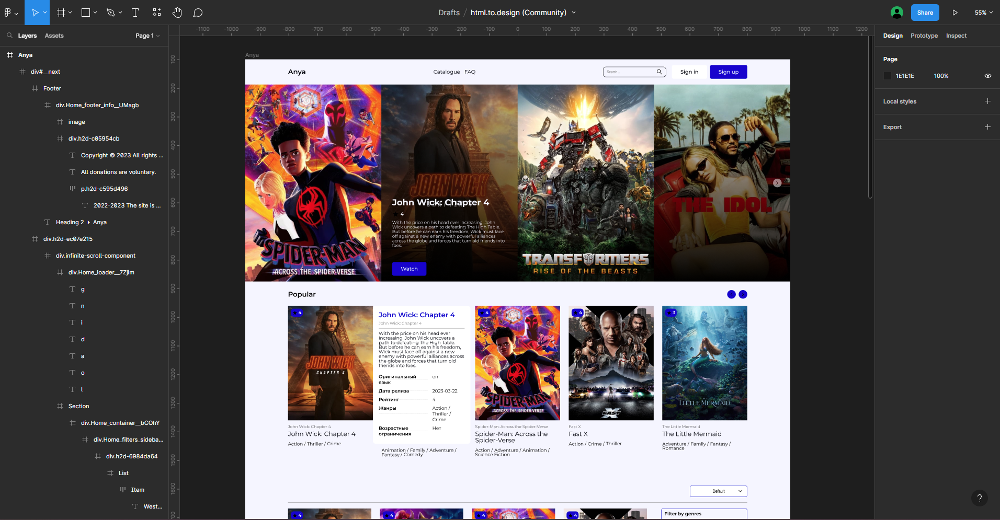 Drafts / html.to.design (Community)
Share
55%
Layers
Assets
Page 1
Anya
div#__next
Footer
div.Home_footer_info__UMagb
image
div.h2d-c05954cb
Copyright © 2023 All rights ...
All donations are voluntary.
p.h2d-c595d496
2022-2023 The site is ...
Heading 2 ▸ Anya
div.h2d-ec07e215
div.infinite-scroll-component
div.Home_loader__7Zjim
g
n
i
d
a
o
l
Section
div.Home_container__bCOhY
div.Home_filters_sideba...
div.h2d-6984da64
List
Item
West...
-1100 -1000 -900 -800 -700 -600 -500 -400 -300 -200 -100 0 100 200 300 400 500 600 700 800 900 1000 1100 1200
100
200
300
400
500
600
700
800
900
1000
1100
1200
1300
1400
1500
1600
Anya
Anya
Catalogue FAQ
Search...
Sign in
Sign up
SPIDER-MAN
ACROSS THE SPIDER-VERSE
JOHN WICK
John Wick: Chapter 4
4
With the price on his head ever increasing, John
Wick uncovers a path to defeating The High Table.
But before he can earn his freedom, Wick must face
off against a new enemy with powerful alliances
across the globe and forces that turn old friends into
foes.
Watch
TRANSFORMERS
RISE OF THE BEASTS
THE IDOL
Popular
4
JOHN WICK
CHAPTER 4
John Wick: Chapter 4
John Wick: Chapter 4
Action / Thriller / Crime
John Wick: Chapter 4
John Wick: Chapter 4
With the price on his head ever
increasing, John Wick uncovers a
path to defeating The High Table.
But before he can earn his freedom,
Wick must face off against a new
enemy with powerful alliances across
the globe and forces that turn old
friends into foes.
Оригинальный язык
en
Дата релиза
2023-03-22
Рейтинг
4
Жанры
Action /
Thriller /
Crime
Возрастные ограничения
Нет
Animation / Family / Adventure /
Fantasy / Comedy
4
SPIDER-MAN
ACROSS THE SPIDER-VERSE
Spider-Man: Across the Spider-Verse
Spider-Man: Across the
Spider-Verse
Action / Adventure / Animation /
Science Fiction
4
FAST X
Fast X
Fast X
Action / Crime / Thriller
3
THE
LITTLE MERMAID
The Little Mermaid
The Little Mermaid
Adventure / Family / Fantasy /
Romance
Default
4
4
4
4
Filter by genres
Design
Prototype
Inspect
Page
1E1E1E
100%
Local styles
Export
?